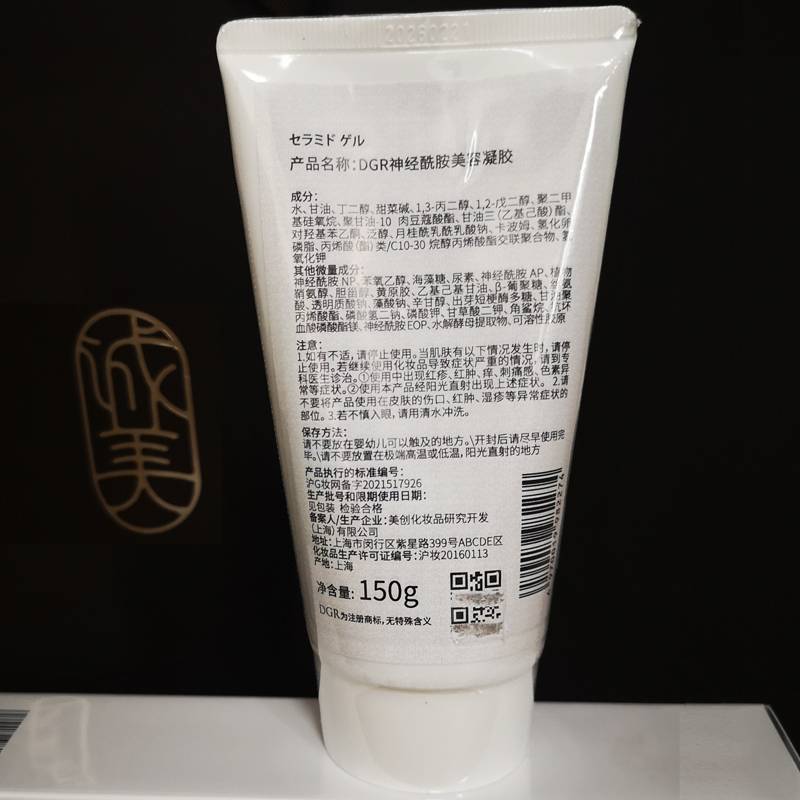 20260221
セラミド ゲル
产品名称:DGR神经酰胺美容凝胶
成分:
水、甘油、丁二醇、甜菜碱、1,3-丙二醇、1,2-戊二醇、聚二甲
基硅氧烷、聚甘油-10 肉豆蔻酸酯、甘油三(乙基己酸)酯、
对羟基苯乙酮、泛醇、月桂酰乳酰乳酸钠、卡波姆、氢化卵
磷脂、丙烯酸(酯)类/C10-30 烷醇丙烯酸酯交联聚合物、氢
氧化钾
其他微量成分:
神经酰胺 NP、苯氧乙醇、海藻糖、尿素、神经酰胺 AP、植物
鞘氨醇、胆甾醇、黄原胶、乙基己基甘油、β-葡聚糖、
酸、透明质酸钠、藻酸钠、辛甘醇、出芽短梗酶多糖、甘油聚
丙烯酸酯、磷酸氢二钠、磷酸钾、甘草酸二钾、角鲨烷、抗坏
血酸磷酸酯镁、神经酰胺EOP、水解酵母提取物、可溶性胶原
注意:
1.如有不适,请停止使用。当肌肤有以下情况发生时,请停
止使用。若继续使用化妆品导致症状严重的情况,请到专
科医生诊治。①使用中出现红疹、红肿、痒、刺痛感、色素异
常等症状。②使用本产品经阳光直射出现上述症状。 2.请
不要将产品使用在皮肤的伤口、红肿、湿疹等异常症状的
部位。3.若不慎入眼,请用清水冲洗。
保存方法:
请不要放在婴幼儿可以触及的地方。\开封后请尽早使用完
毕。\请不要放置在极端高温或低温,阳光直射的地方
产品执行的标准编号:
沪G妆网备字2021517926
生产批号和限期使用日期:
见包装 检验合格
备案人/生产企业:美创化妆品研究开发
(上海)有限公司
地址:上海市闵行区紫星路399号ABCDE区
化妆品生产许可证编号:沪妆20160113
产地:上海
净含量:150g
DGR为注册商标,无特殊含义
诚美